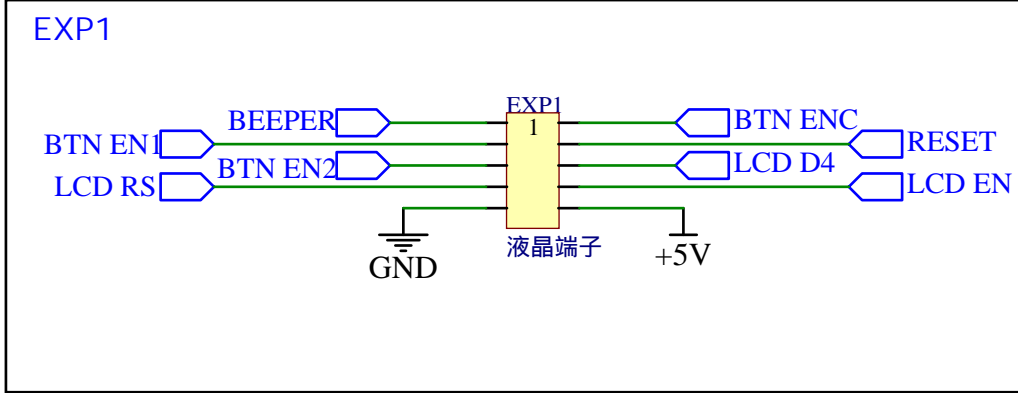 EXP1
EXP1
1
BEEPER
BTN ENC
BTN EN1
RESET
BTN EN2
LCD D4
LCD RS
LCD EN
液晶端子
GND
+5V